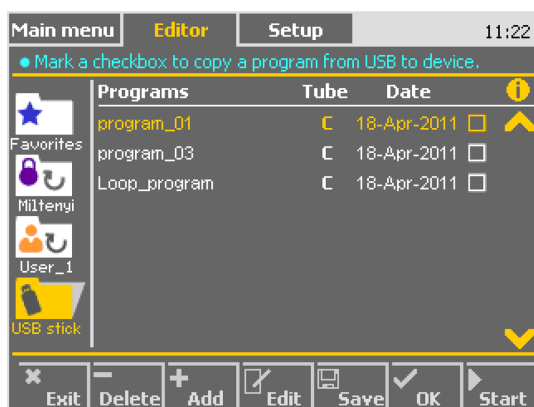 Main menu Editor Setup 11:22
Mark a checkbox to copy a program from USB to device.
Programs Tube Date
program_01 C 18-Apr-2011
program_03 C 18-Apr-2011
Loop_program C 18-Apr-2011
Favorites
Miltenyi
User_1
USB stick
Exit Delete Add Edit Save OK Start